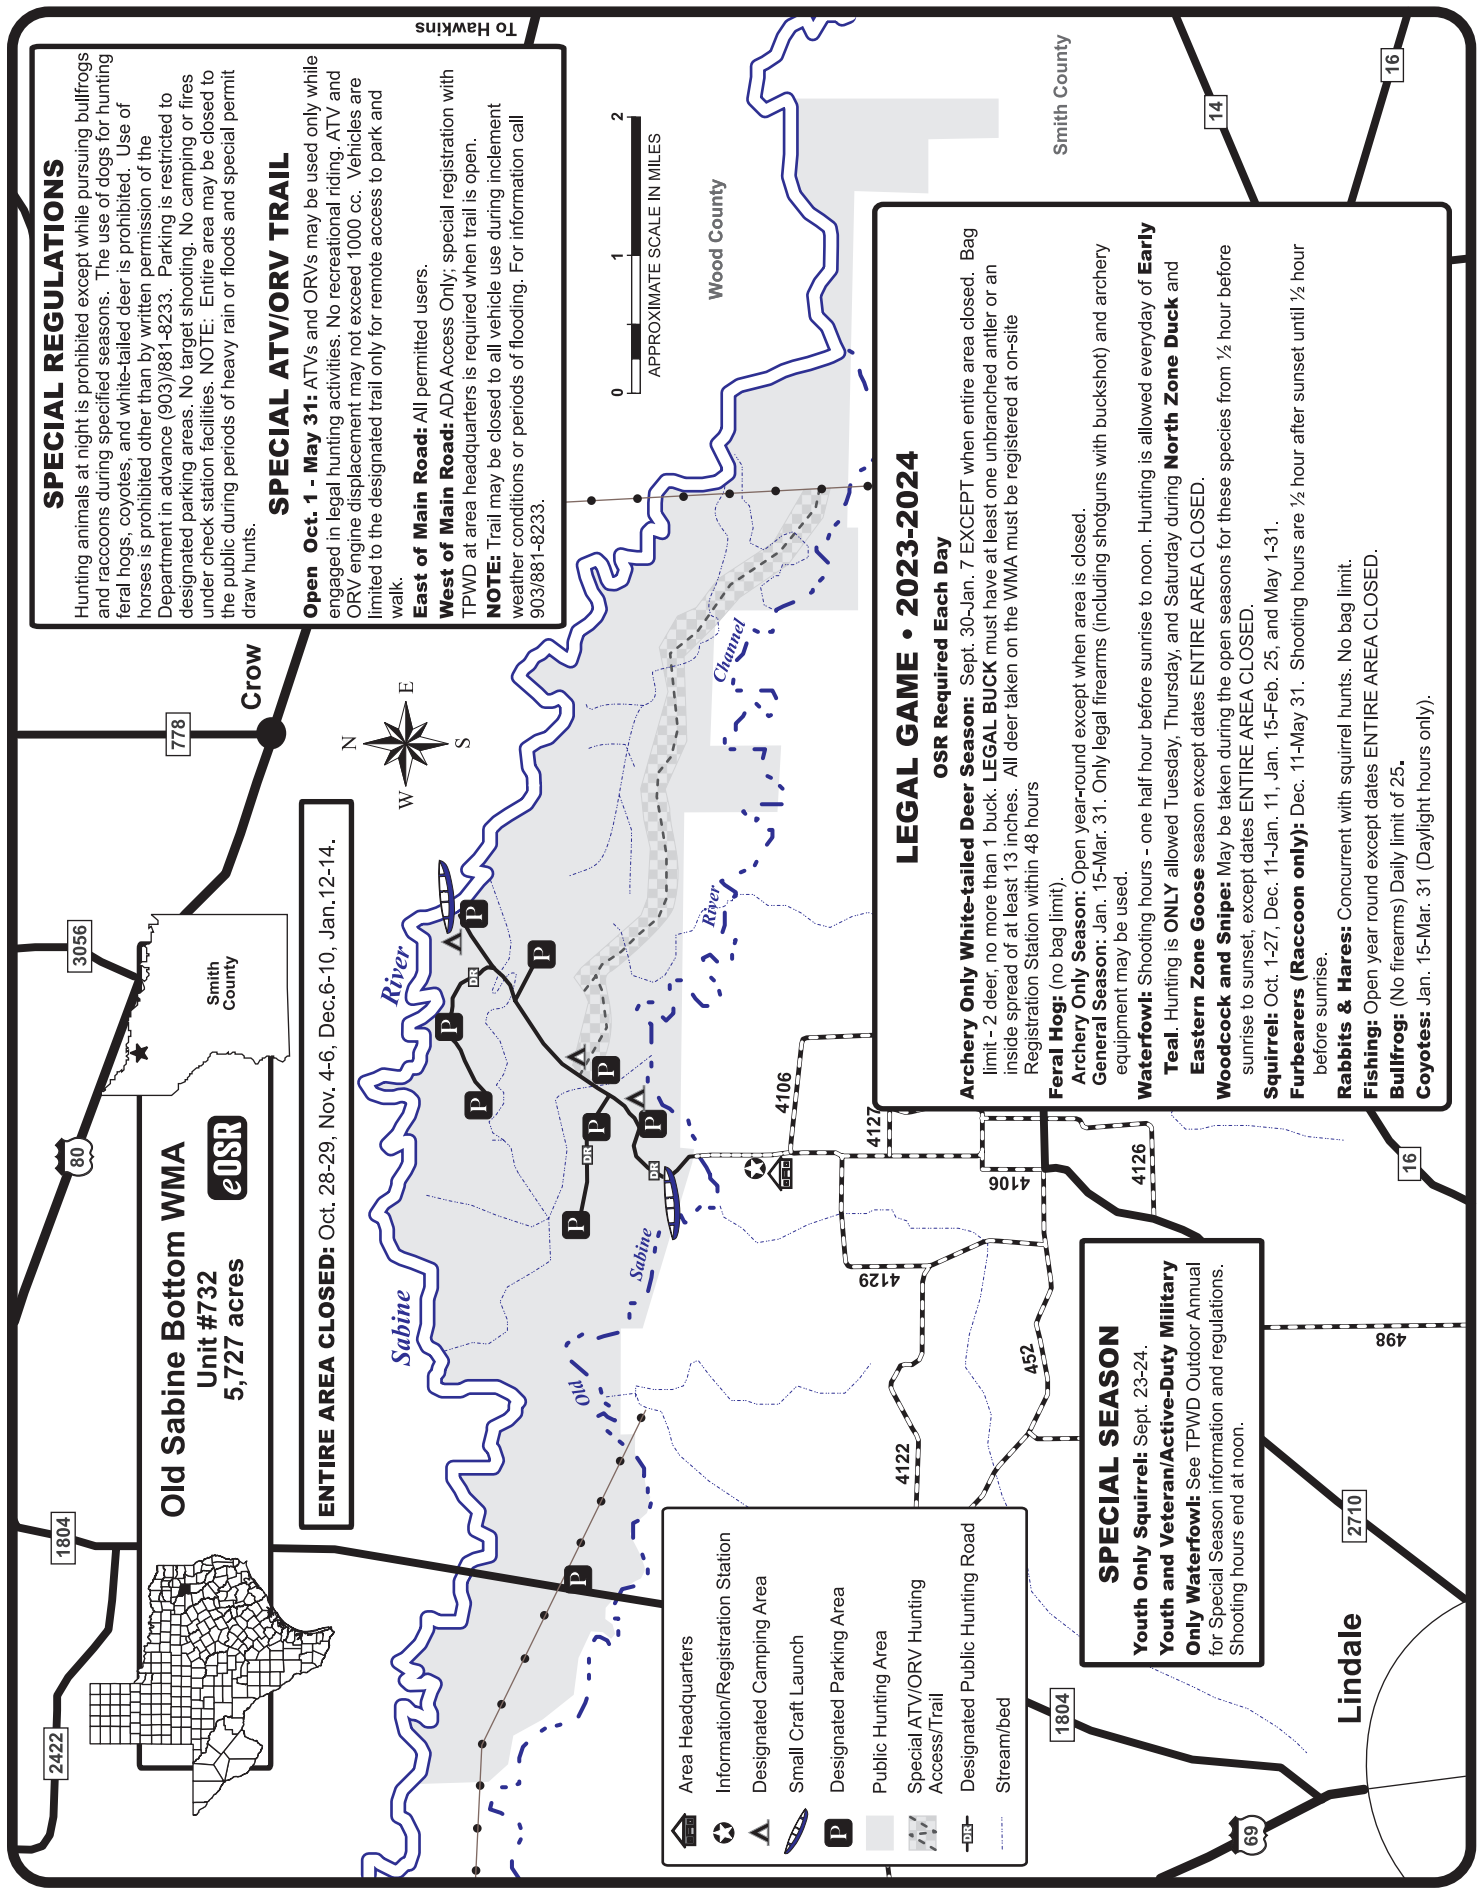 Old Sabine Bottom WMA
Unit #732
5,727 acres
eOSR
ENTIRE AREA CLOSED: Oct. 28-29, Nov. 4-6, Dec.6-10, Jan.12-14.
SPECIAL REGULATIONS
Hunting animals at night is prohibited except while pursuing bullfrogs
and raccoons during specified seasons.  The use of dogs for hunting
feral hogs, coyotes, and white-tailed deer is prohibited.  Use of
horses is prohibited other than by written permission of the
Department in advance (903)/881-8233.  Parking is restricted to
designated parking areas. No target shooting. No camping or fires
under check station facilities. NOTE:  Entire area may be closed to
the public during periods of heavy rain or floods and special permit
draw hunts.
SPECIAL ATV/ORV TRAIL
Open  Oct. 1 - May 31: ATVs and ORVs may be used only while
engaged in legal hunting activities. No recreational riding. ATV and
ORV engine displacement may not exceed 1000 cc.  Vehicles are
limited to the designated trail only for remote access to park and
walk.
East of Main Road: All permitted users.
West of Main Road: ADA Access Only; special registration with
TPWD at area headquarters is required when trail is open.
NOTE: Trail may be closed to all vehicle use during inclement
weather conditions or periods of flooding. For information call
903/881-8233.
2422
1804
80
3056
778
Crow
To Hawkins
Smith
County
N
W
E
S
0
1
2
APPROXIMATE SCALE IN MILES
Wood County
Smith County
Sabine
River
Old
Sabine
River
Channel
P
P
P
P
P
P
P
P
P
DR
DR
DR
4106
4127
4106
4126
4129
4122
452
498
14
16
16
2710
1804
69
Lindale
Area Headquarters
Information/Registration Station
Designated Camping Area
Small Craft Launch
P
Designated Parking Area
Public Hunting Area
Special ATV/ORV Hunting
Access/Trail
DR
Designated Public Hunting Road
Stream/bed
SPECIAL SEASON
Youth Only Squirrel: Sept. 23-24.
Youth and Veteran/Active-Duty Military
Only Waterfowl: See TPWD Outdoor Annual
for Special Season information and regulations.
Shooting hours end at noon.
LEGAL GAME • 2023-2024
OSR Required Each Day
Archery Only White-tailed Deer Season:  Sept. 30-Jan. 7 EXCEPT when entire area closed.  Bag
limit - 2 deer, no more than 1 buck. LEGAL BUCK must have at least one unbranched antler or an
inside spread of at least 13 inches.  All deer taken on the WMA must be registered at on-site
Registration Station within 48 hours
Feral Hog: (no bag limit).
Archery Only Season: Open year-round except when area is closed.
General Season: Jan. 15-Mar. 31. Only legal firearms (including shotguns with buckshot) and archery
equipment may be used.
Waterfowl: Shooting hours - one half hour before sunrise to noon. Hunting is allowed everyday of Early
Teal. Hunting is ONLY allowed Tuesday, Thursday, and Saturday during North Zone Duck and
Eastern Zone Goose season except dates ENTIRE AREA CLOSED.
Woodcock and Snipe: May be taken during the open seasons for these species from ½ hour before
sunrise to sunset, except dates ENTIRE AREA CLOSED.
Squirrel: Oct. 1-27, Dec. 11-Jan. 11, Jan. 15-Feb. 25, and May 1-31.
Furbearers (Raccoon only): Dec. 11-May 31.  Shooting hours are ½ hour after sunset until ½ hour
before sunrise.
Rabbits & Hares: Concurrent with squirrel hunts. No bag limit.
Fishing: Open year round except dates ENTIRE AREA CLOSED.
Bullfrog: (No firearms) Daily limit of 25.
Coyotes: Jan. 15-Mar. 31 (Daylight hours only).